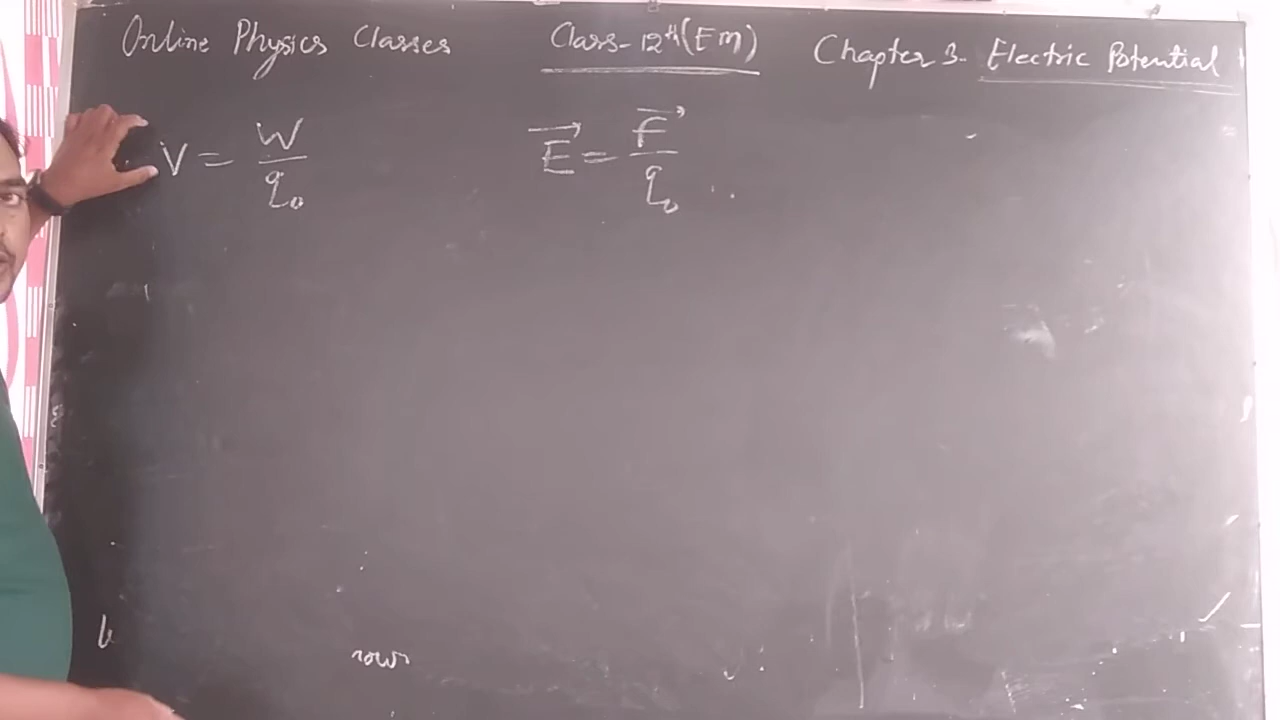 Online Physics Classes Class-12th(EM) Chapter 3. Electric Potential
V = W/q₀ E⃗ = F⃗/q₀